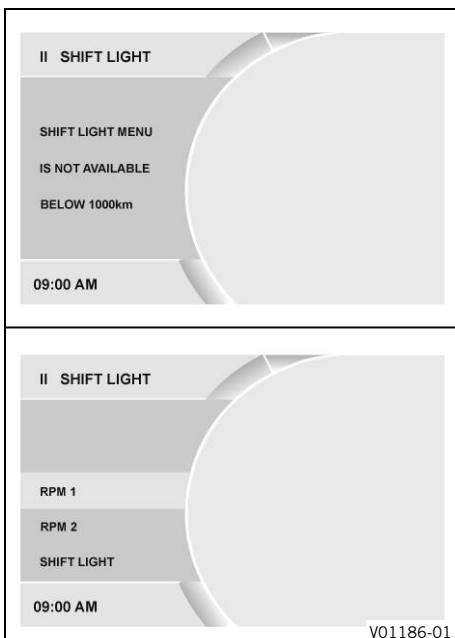 II SHIFT LIGHT
SHIFT LIGHT MENU
IS NOT AVAILABLE
BELOW 1000km
09:00 AM
II SHIFT LIGHT
RPM 1
RPM 2
SHIFT LIGHT
09:00 AM
V01186-01